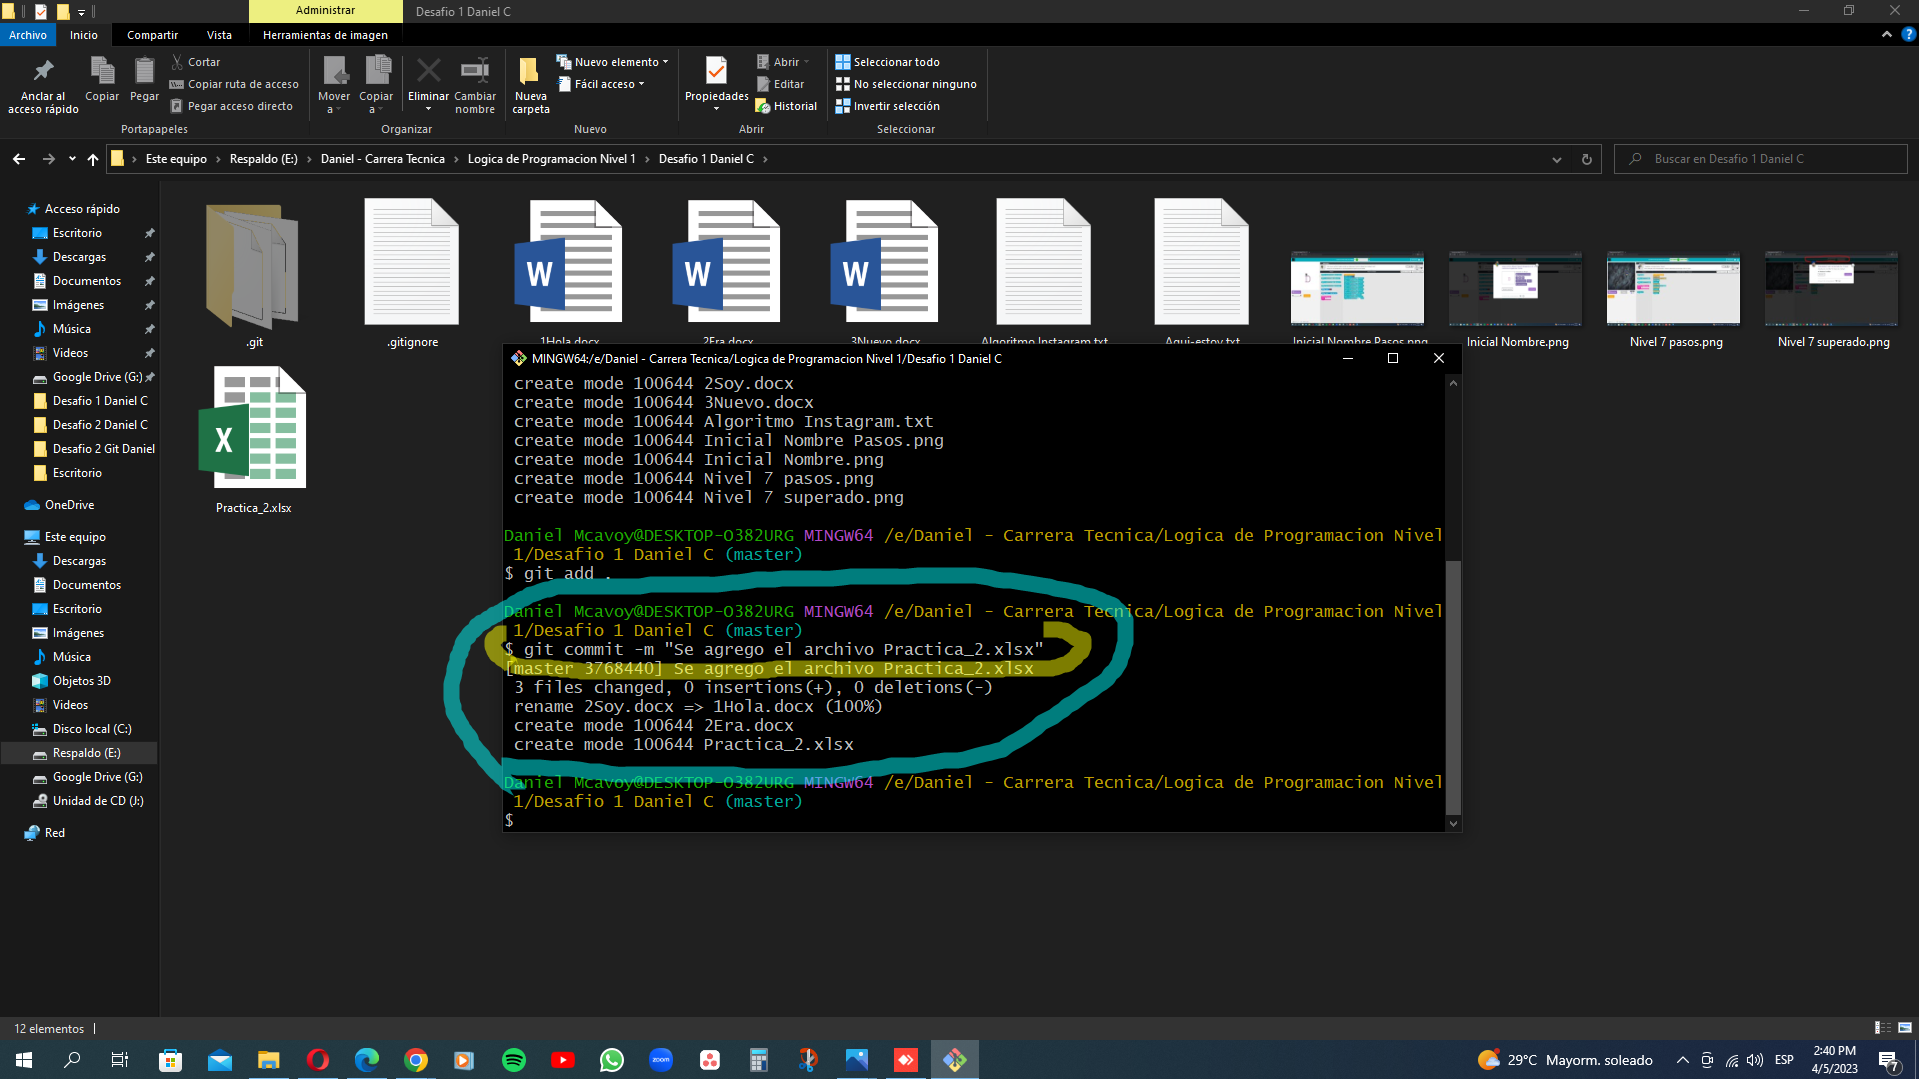 Administrar
Desafio 1 Daniel C
Archivo
Inicio
Compartir
Vista
Herramientas de imagen
Anclar al
acceso rápido
Copiar
Pegar
Cortar
Copiar ruta de acceso
Pegar acceso directo
Portapapeles
Mover
a
Copiar
a
Eliminar
Cambiar
nombre
Organizar
Nueva
carpeta
Nuevo elemento
Fácil acceso
Nuevo
Propiedades
Abrir
Editar
Historial
Abrir
Seleccionar todo
No seleccionar ninguno
Invertir selección
Seleccionar
Este equipo
Respaldo (E:)
Daniel - Carrera Tecnica
Logica de Programacion Nivel 1
Desafio 1 Daniel C
Buscar en Desafio 1 Daniel C
Acceso rápido
Escritorio
Descargas
Documentos
Imágenes
Música
Videos
Google Drive (G:)
Desafio 1 Daniel C
Desafio 2 Daniel C
Desafio 2 Git Daniel
Escritorio
OneDrive
Este equipo
Descargas
Documentos
Escritorio
Imágenes
Música
Objetos 3D
Videos
Disco local (C:)
Respaldo (E:)
Google Drive (G:)
Unidad de CD (J:)
Red
.git
.gitignore
1Hola.docx
2Era.docx
3Nuevo.docx
Algoritmo Instagram.txt
Aqui-estoy.txt
Inicial Nombre Pasos.png
Inicial Nombre.png
Nivel 7 pasos.png
Nivel 7 superado.png
Practica_2.xlsx
MINGW64:/e/Daniel - Carrera Tecnica/Logica de Programacion Nivel 1/Desafio 1 Daniel C
create mode 100644 2Soy.docx
create mode 100644 3Nuevo.docx
create mode 100644 Algoritmo Instagram.txt
create mode 100644 Inicial Nombre Pasos.png
create mode 100644 Inicial Nombre.png
create mode 100644 Nivel 7 pasos.png
create mode 100644 Nivel 7 superado.png
Daniel Mcavoy@DESKTOP-O382URG MINGW64 /e/Daniel - Carrera Tecnica/Logica de Programacion Nivel
1/Desafio 1 Daniel C (master)
$ git add .
Daniel Mcavoy@DESKTOP-O382URG MINGW64 /e/Daniel - Carrera Tecnica/Logica de Programacion Nivel
1/Desafio 1 Daniel C (master)
$ git commit -m "Se agrego el archivo Practica_2.xlsx"
[master 3768440] Se agrego el archivo Practica_2.xlsx
3 files changed, 0 insertions(+), 0 deletions(-)
rename 2Soy.docx => 1Hola.docx (100%)
create mode 100644 2Era.docx
create mode 100644 Practica_2.xlsx
Daniel Mcavoy@DESKTOP-O382URG MINGW64 /e/Daniel - Carrera Tecnica/Logica de Programacion Nivel
1/Desafio 1 Daniel C (master)
$
12 elementos
zoom
29°C Mayorm. soleado
ESP
2:40 PM
4/5/2023
7